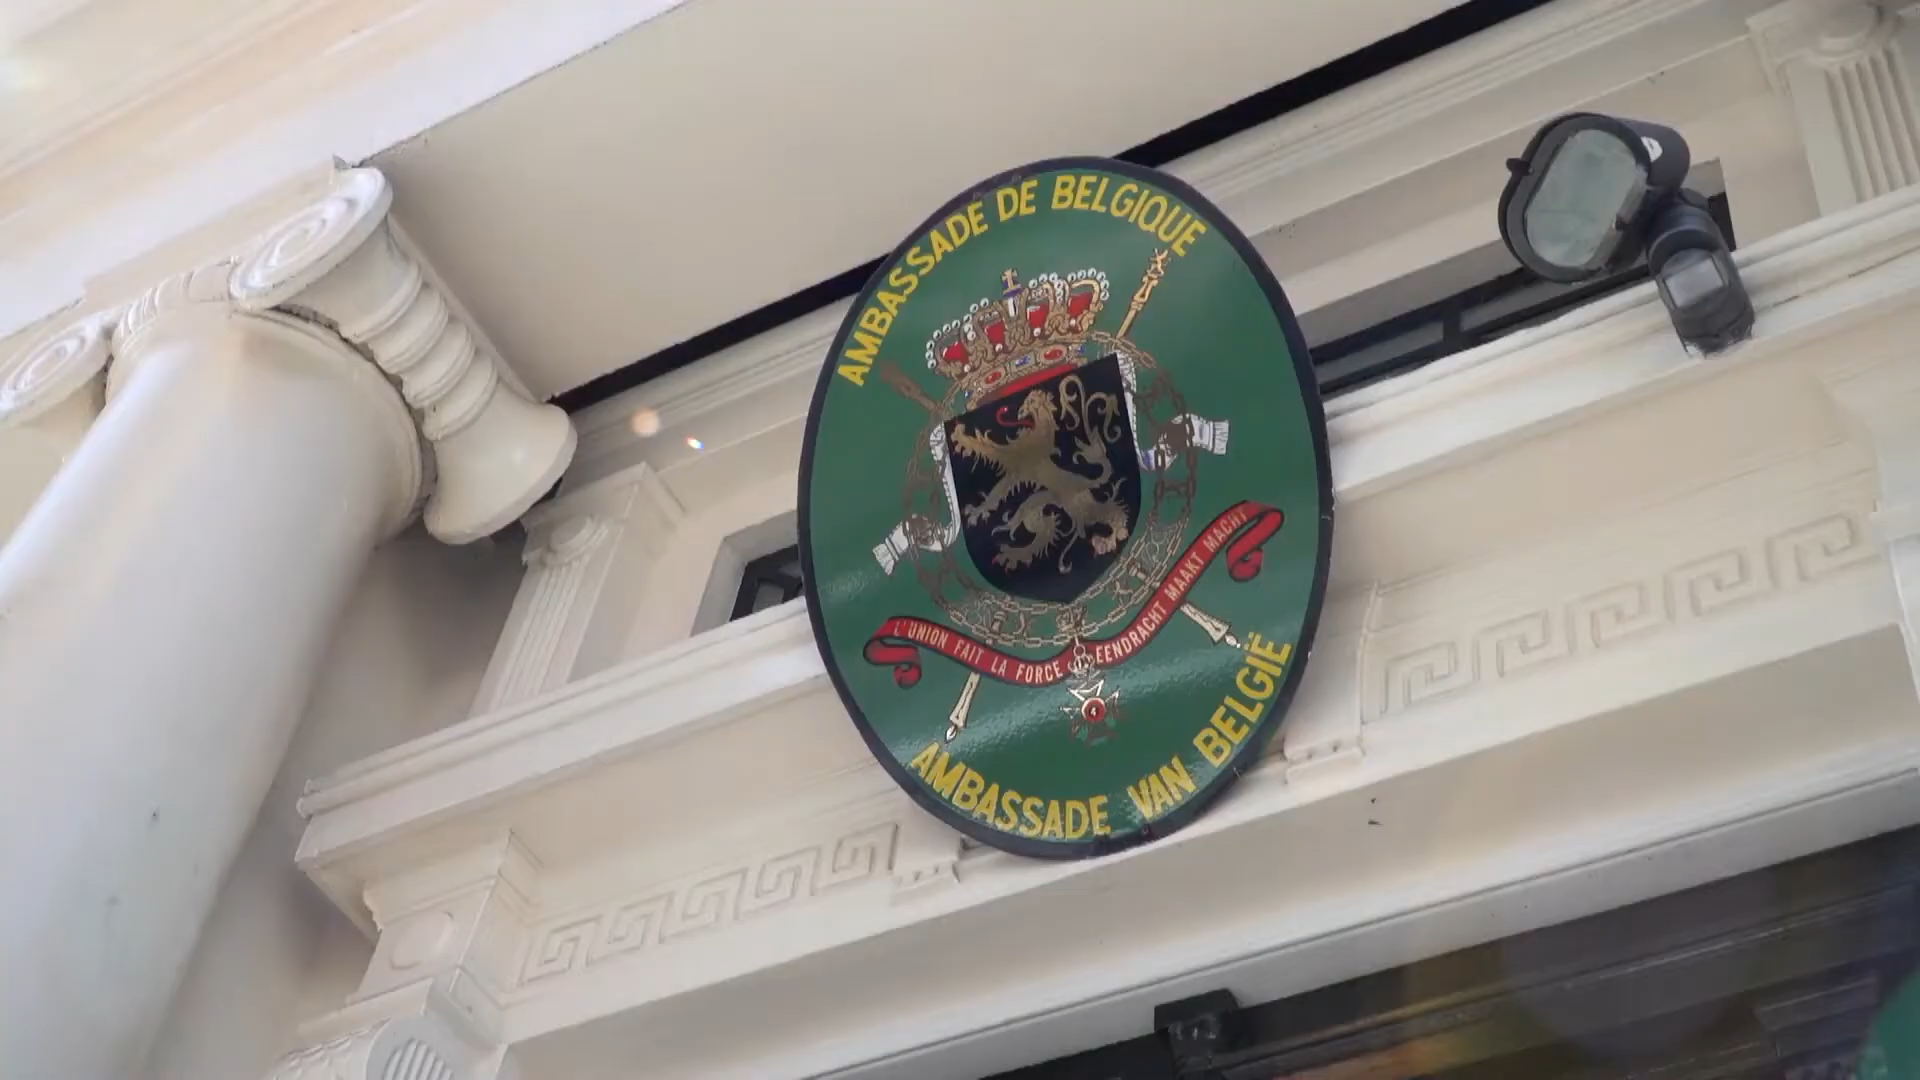 AMBASSADE DE BELGIQUE
L'UNION FAIT LA FORCE EENDRACHT MAAKT MACHT
AMBASSADE VAN BELGIË